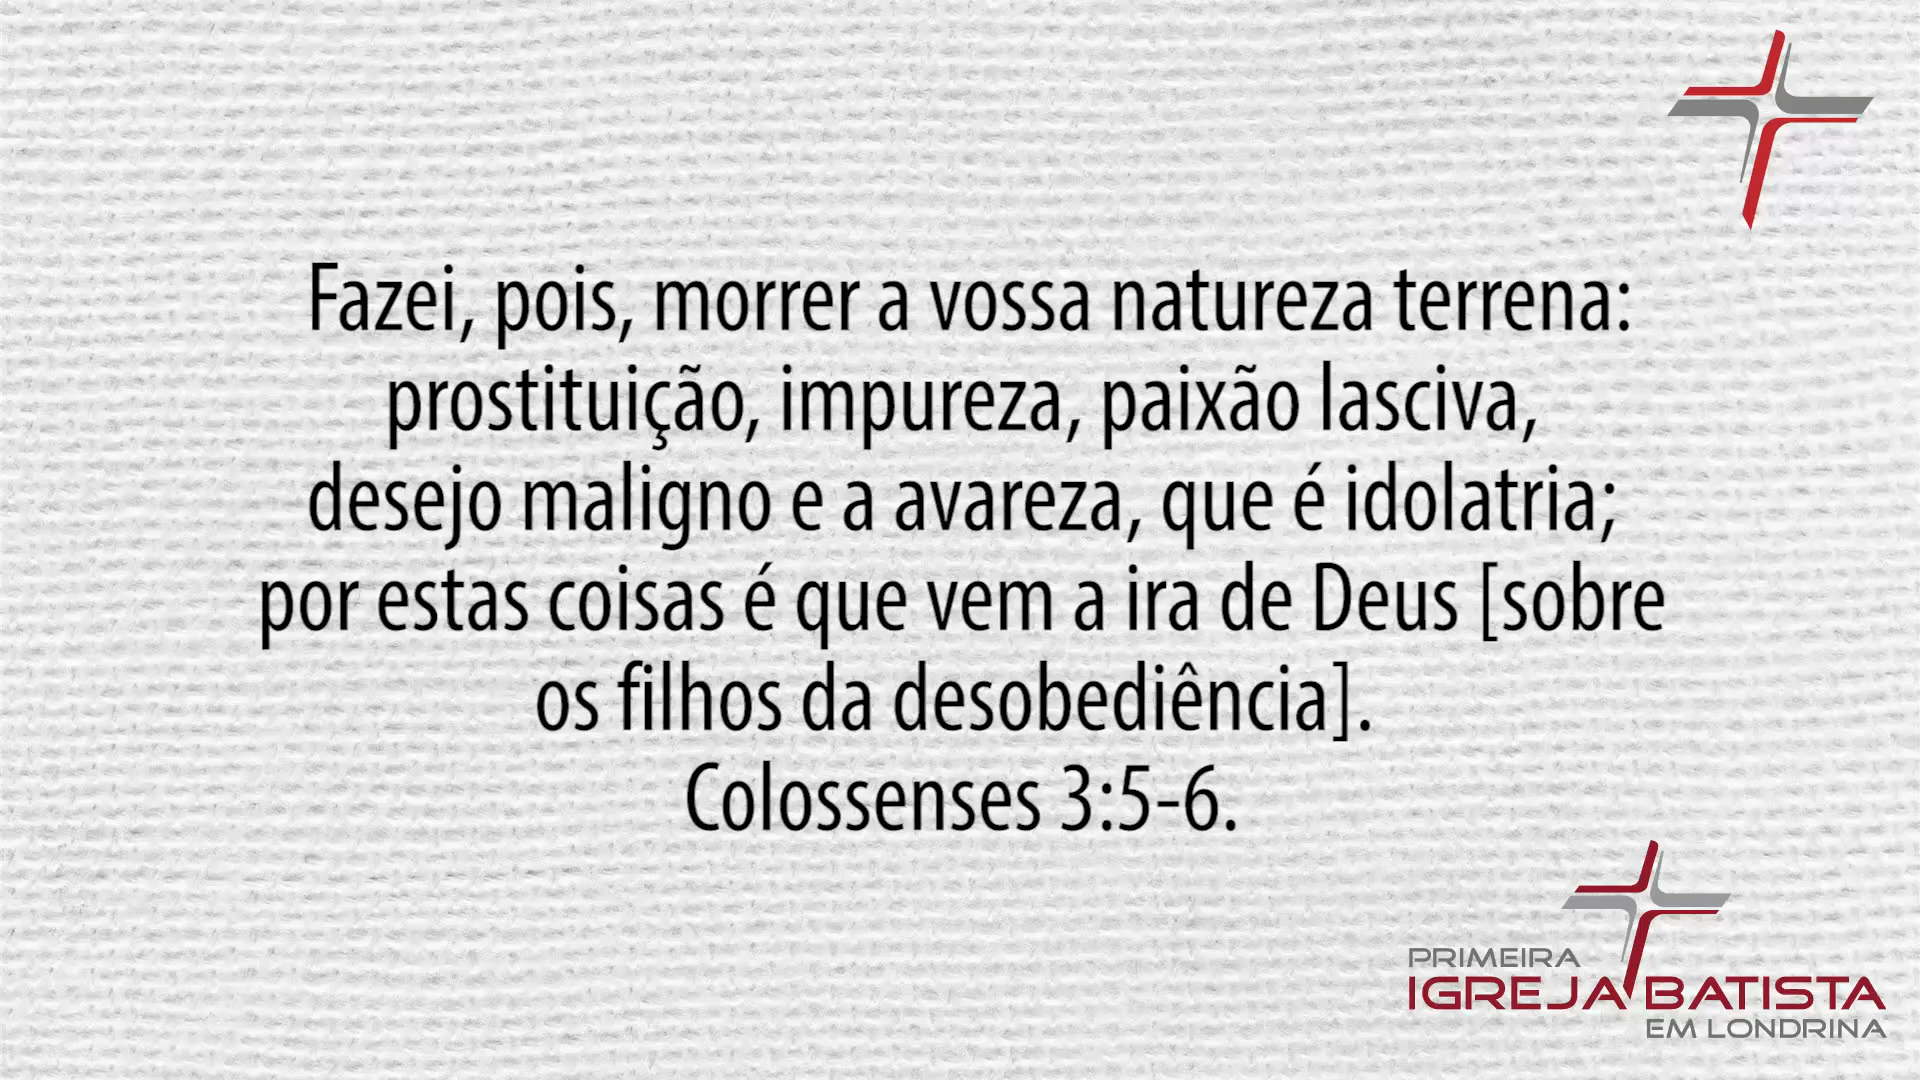 Fazei, pois, morrer a vossa natureza terrena:
prostituição, impureza, paixão lasciva,
desejo maligno e a avareza, que é idolatria;
por estas coisas é que vem a ira de Deus [sobre
os filhos da desobediência].
Colossenses 3:5-6.
PRIMEIRA
IGREJA BATISTA
EM LONDRINA